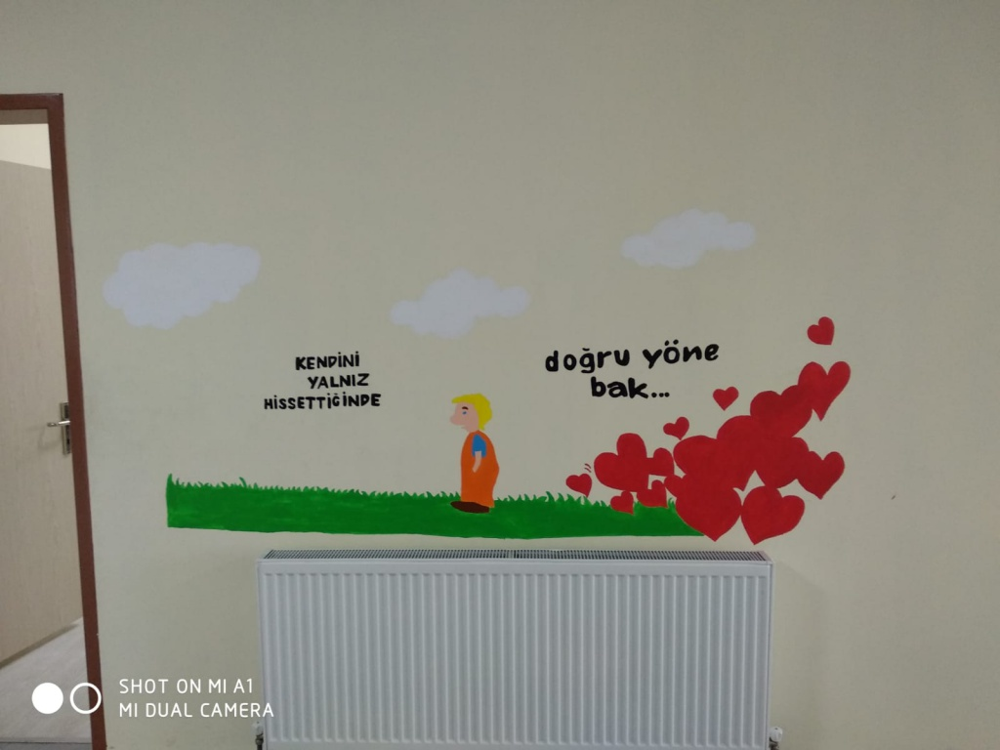 KENDİNİ
YALNIZ
HİSSETTİĞİNDE
doğru yöne
bak...
SHOT ON MI A1
MI DUAL CAMERA